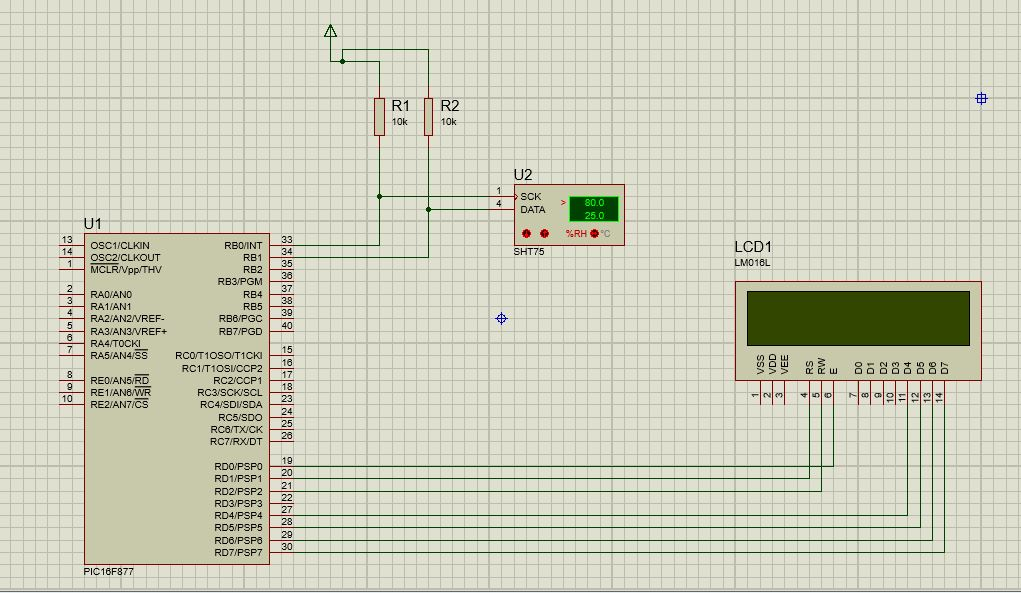 R1
10k
R2
10k
U2
1
SCK
4
DATA
>
80.0
25.0
%RH
°C
SHT75
U1
13 OSC1/CLKIN
14 OSC2/CLKOUT
1 MCLR/Vpp/THV
2 RA0/AN0
3 RA1/AN1
4 RA2/AN2/VREF-
5 RA3/AN3/VREF+
6 RA4/T0CKI
7 RA5/AN4/SS
8 RE0/AN5/RD
9 RE1/AN6/WR
10 RE2/AN7/CS
RB0/INT 33
RB1 34
RB2 35
RB3/PGM 36
RB4 37
RB5 38
RB6/PGC 39
RB7/PGD 40
RC0/T1OSO/T1CKI 15
RC1/T1OSI/CCP2 16
RC2/CCP1 17
RC3/SCK/SCL 18
RC4/SDI/SDA 23
RC5/SDO 24
RC6/TX/CK 25
RC7/RX/DT 26
RD0/PSP0 19
RD1/PSP1 20
RD2/PSP2 21
RD3/PSP3 22
RD4/PSP4 27
RD5/PSP5 28
RD6/PSP6 29
RD7/PSP7 30
PIC16F877
LCD1
LM016L
VSS VDD VEE RS RW E D0 D1 D2 D3 D4 D5 D6 D7
1 2 3 4 5 6 7 8 9 10 11 12 13 14